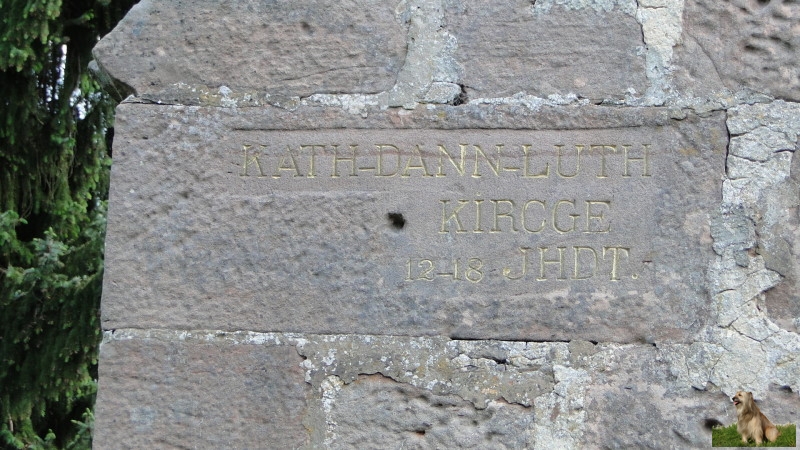 KATH-DANN-LUTH
KIRCGE
12-18-JHDT.-